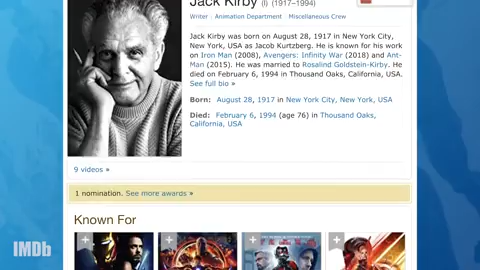 Jack Kirby (I) (1917–1994)
Writer | Animation Department | Miscellaneous Crew
Jack Kirby was born on August 28, 1917 in New York City,
New York, USA as Jacob Kurtzberg. He is known for his work
on Iron Man (2008), Avengers: Infinity War (2018) and Ant-
Man (2015). He was married to Rosalind Goldstein-Kirby. He
died on February 6, 1994 in Thousand Oaks, California, USA.
See full bio »
Born: August 28, 1917 in New York City, New York, USA
Died: February 6, 1994 (age 76) in Thousand Oaks,
California, USA
9 videos »
1 nomination. See more awards »
Known For
IMDb